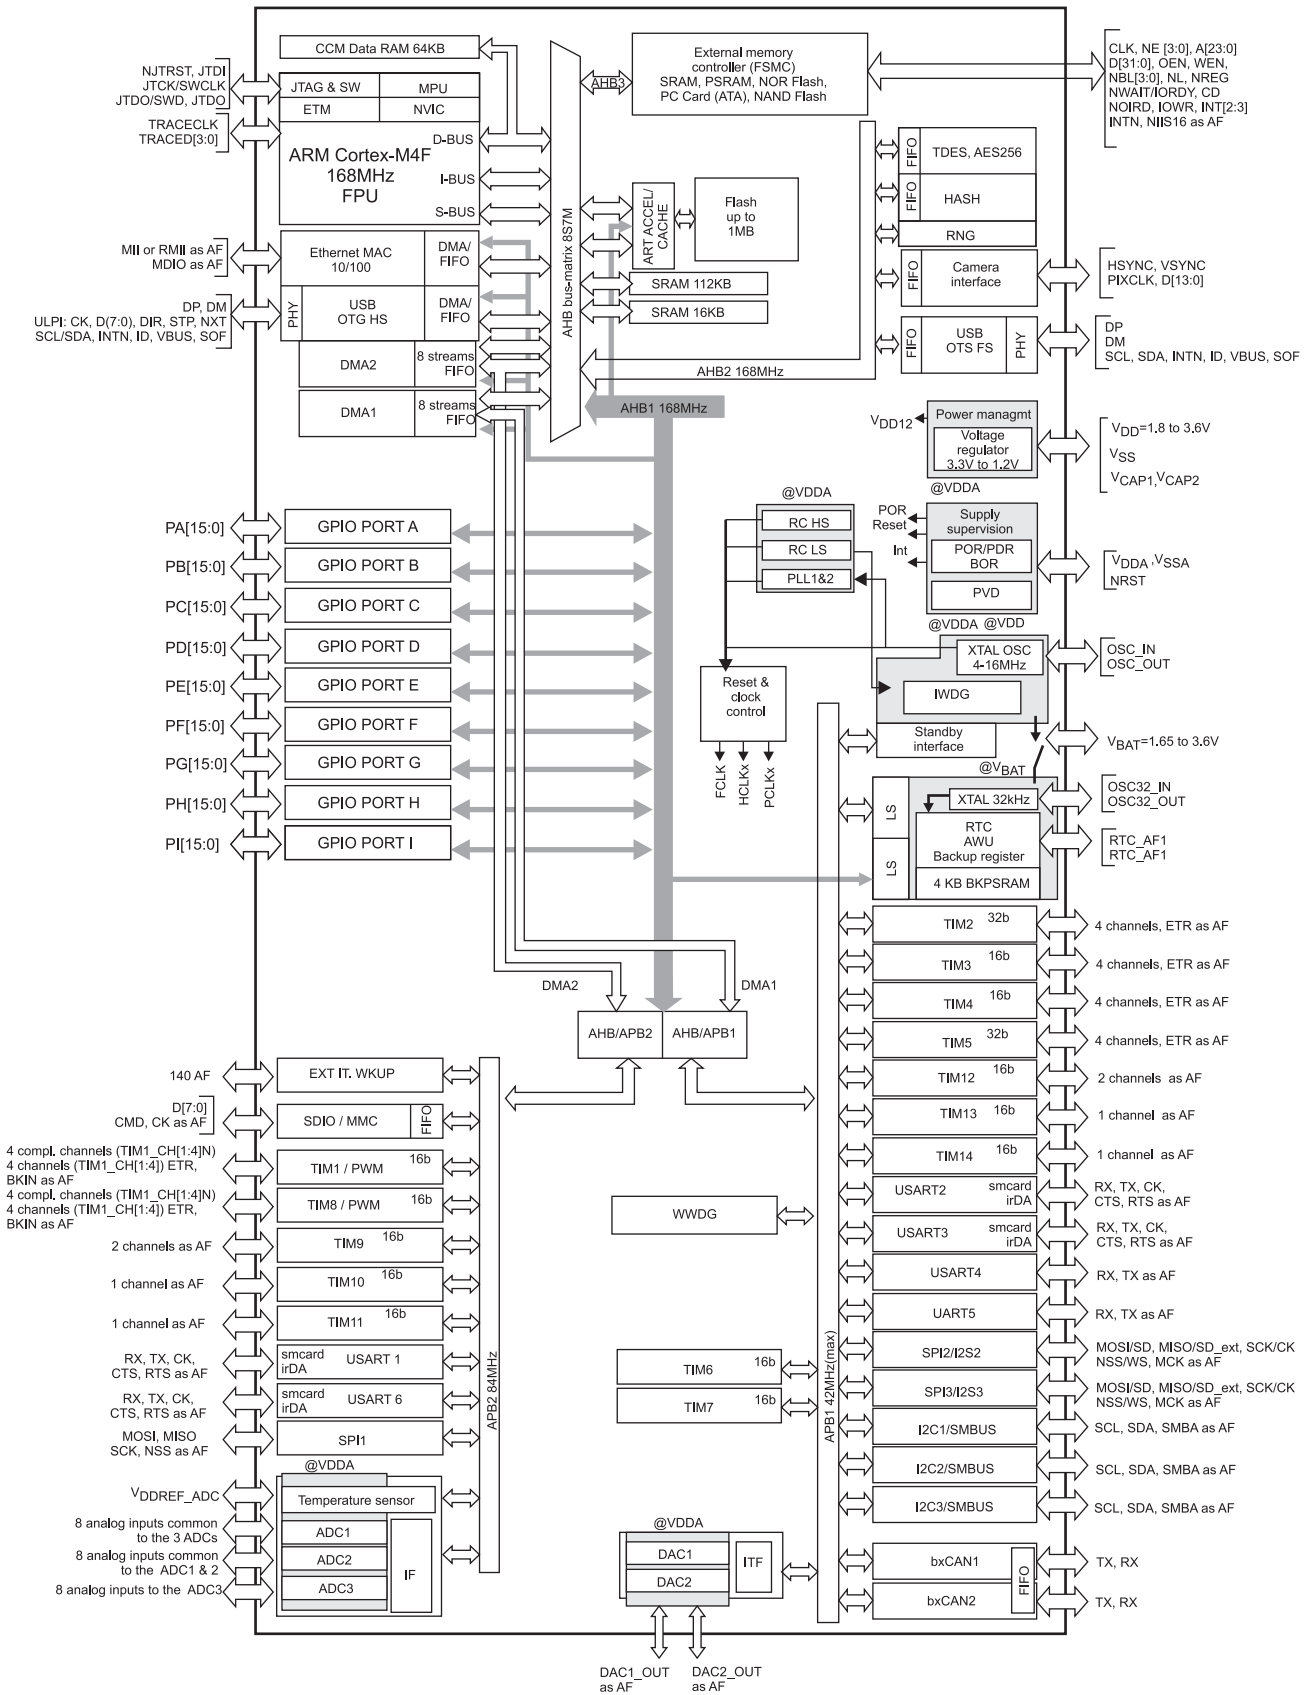 CCM Data RAM 64KB
External memory
controller (FSMC)
SRAM, PSRAM, NOR Flash,
PC Card (ATA), NAND Flash
AHB3
CLK, NE [3:0], A[23:0]
D[31:0], OEN, WEN,
NBL[3:0], NL, NREG
NWAIT/IORDY, CD
NOIRD, IOWR, INT[2:3]
INTN, NIIS16 as AF
NJTRST, JTDI
JTCK/SWCLK
JTDO/SWD, JTDO
TRACECLK
TRACED[3:0]
JTAG & SW
MPU
ETM
NVIC
ARM Cortex-M4F
168MHz
FPU
D-BUS
I-BUS
S-BUS
AHB bus-matrix 8S7M
ART ACCEL/
CACHE
Flash
up to
1MB
SRAM 112KB
SRAM 16KB
AHB2 168MHz
AHB1 168MHz
FIFO
TDES, AES256
FIFO
HASH
RNG
FIFO
Camera
interface
HSYNC, VSYNC
PIXCLK, D[13:0]
FIFO
USB
OTS FS
PHY
DP
DM
SCL, SDA, INTN, ID, VBUS, SOF
MII or RMII as AF
MDIO as AF
Ethernet MAC
10/100
DMA/
FIFO
DP, DM
ULPI: CK, D(7:0), DIR, STP, NXT
SCL/SDA, INTN, ID, VBUS, SOF
PHY
USB
OTG HS
DMA/
FIFO
DMA2
8 streams
FIFO
DMA1
8 streams
FIFO
VDD12
Power managmt
Voltage
regulator
3.3V to 1.2V
VDD=1.8 to 3.6V
VSS
VCAP1,VCAP2
@VDDA
@VDDA
RC HS
RC LS
PLL1&2
POR
Reset
Int
Supply
supervision
POR/PDR
BOR
PVD
VDDA ,VSSA
NRST
@VDDA @VDD
XTAL OSC
4-16MHz
IWDG
OSC_IN
OSC_OUT
Reset &
clock
control
FCLK
HCLKx
PCLKx
Standby
interface
@VBAT
VBAT=1.65 to 3.6V
LS
LS
XTAL 32kHz
OSC32_IN
OSC32_OUT
RTC
AWU
Backup register
4 KB BKPSRAM
RTC_AF1
RTC_AF1
PA[15:0]
GPIO PORT A
PB[15:0]
GPIO PORT B
PC[15:0]
GPIO PORT C
PD[15:0]
GPIO PORT D
PE[15:0]
GPIO PORT E
PF[15:0]
GPIO PORT F
PG[15:0]
GPIO PORT G
PH[15:0]
GPIO PORT H
PI[15:0]
GPIO PORT I
DMA2
DMA1
AHB/APB2
AHB/APB1
TIM2 32b
4 channels, ETR as AF
TIM3 16b
4 channels, ETR as AF
TIM4 16b
4 channels, ETR as AF
TIM5 32b
4 channels, ETR as AF
TIM12 16b
2 channels as AF
TIM13 16b
1 channel as AF
TIM14 16b
1 channel as AF
USART2 smcard
irDA
RX, TX, CK,
CTS, RTS as AF
USART3 smcard
irDA
RX, TX, CK,
CTS, RTS as AF
USART4
RX, TX as AF
UART5
RX, TX as AF
SPI2/I2S2
MOSI/SD, MISO/SD_ext, SCK/CK
NSS/WS, MCK as AF
SPI3/I2S3
MOSI/SD, MISO/SD_ext, SCK/CK
NSS/WS, MCK as AF
I2C1/SMBUS
SCL, SDA, SMBA as AF
I2C2/SMBUS
SCL, SDA, SMBA as AF
I2C3/SMBUS
SCL, SDA, SMBA as AF
bxCAN1
TX, RX
bxCAN2
TX, RX
FIFO
APB1 42MHz(max)
WWDG
TIM6 16b
TIM7 16b
@VDDA
DAC1
DAC2
ITF
DAC1_OUT
as AF
DAC2_OUT
as AF
140 AF
EXT IT. WKUP
D[7:0]
CMD, CK as AF
SDIO / MMC
FIFO
4 compl. channels (TIM1_CH[1:4]N)
4 channels (TIM1_CH[1:4]) ETR,
BKIN as AF
TIM1 / PWM 16b
4 compl. channels (TIM1_CH[1:4]N)
4 channels (TIM1_CH[1:4]) ETR,
BKIN as AF
TIM8 / PWM 16b
2 channels as AF
TIM9 16b
1 channel as AF
TIM10 16b
1 channel as AF
TIM11 16b
RX, TX, CK,
CTS, RTS as AF
smcard
irDA
USART 1
RX, TX, CK,
CTS, RTS as AF
smcard
irDA
USART 6
MOSI, MISO
SCK, NSS as AF
SPI1
APB2 84MHz
@VDDA
VDDREF_ADC
Temperature sensor
8 analog inputs common
to the 3 ADCs
ADC1
8 analog inputs common
to the ADC1 & 2
ADC2
8 analog inputs to the ADC3
ADC3
IF